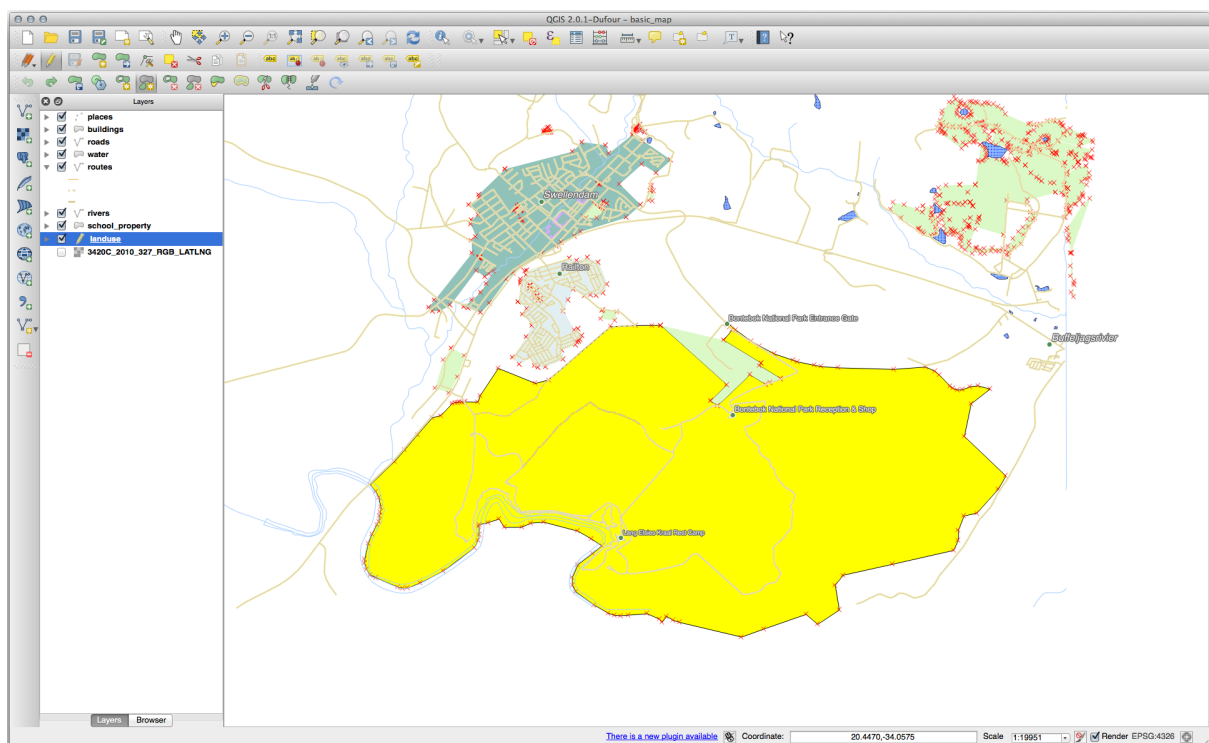 QGIS 2.0.1-Dufour - basic_map
Layers
places
buildings
roads
water
routes
rivers
school_property
landuse
3420C_2010_327_RGB_LATLNG
Swellendam
Railton
Bontebok National Park Entrance Gate
Buffeljagsrivier
Bontebok National Park Reception & Shop
Lang Elsies Kraal Rest Camp
Layers Browser
There is a new plugin available Coordinate: 20.4470,-34.0575 Scale 1:19951 Render EPSG:4326